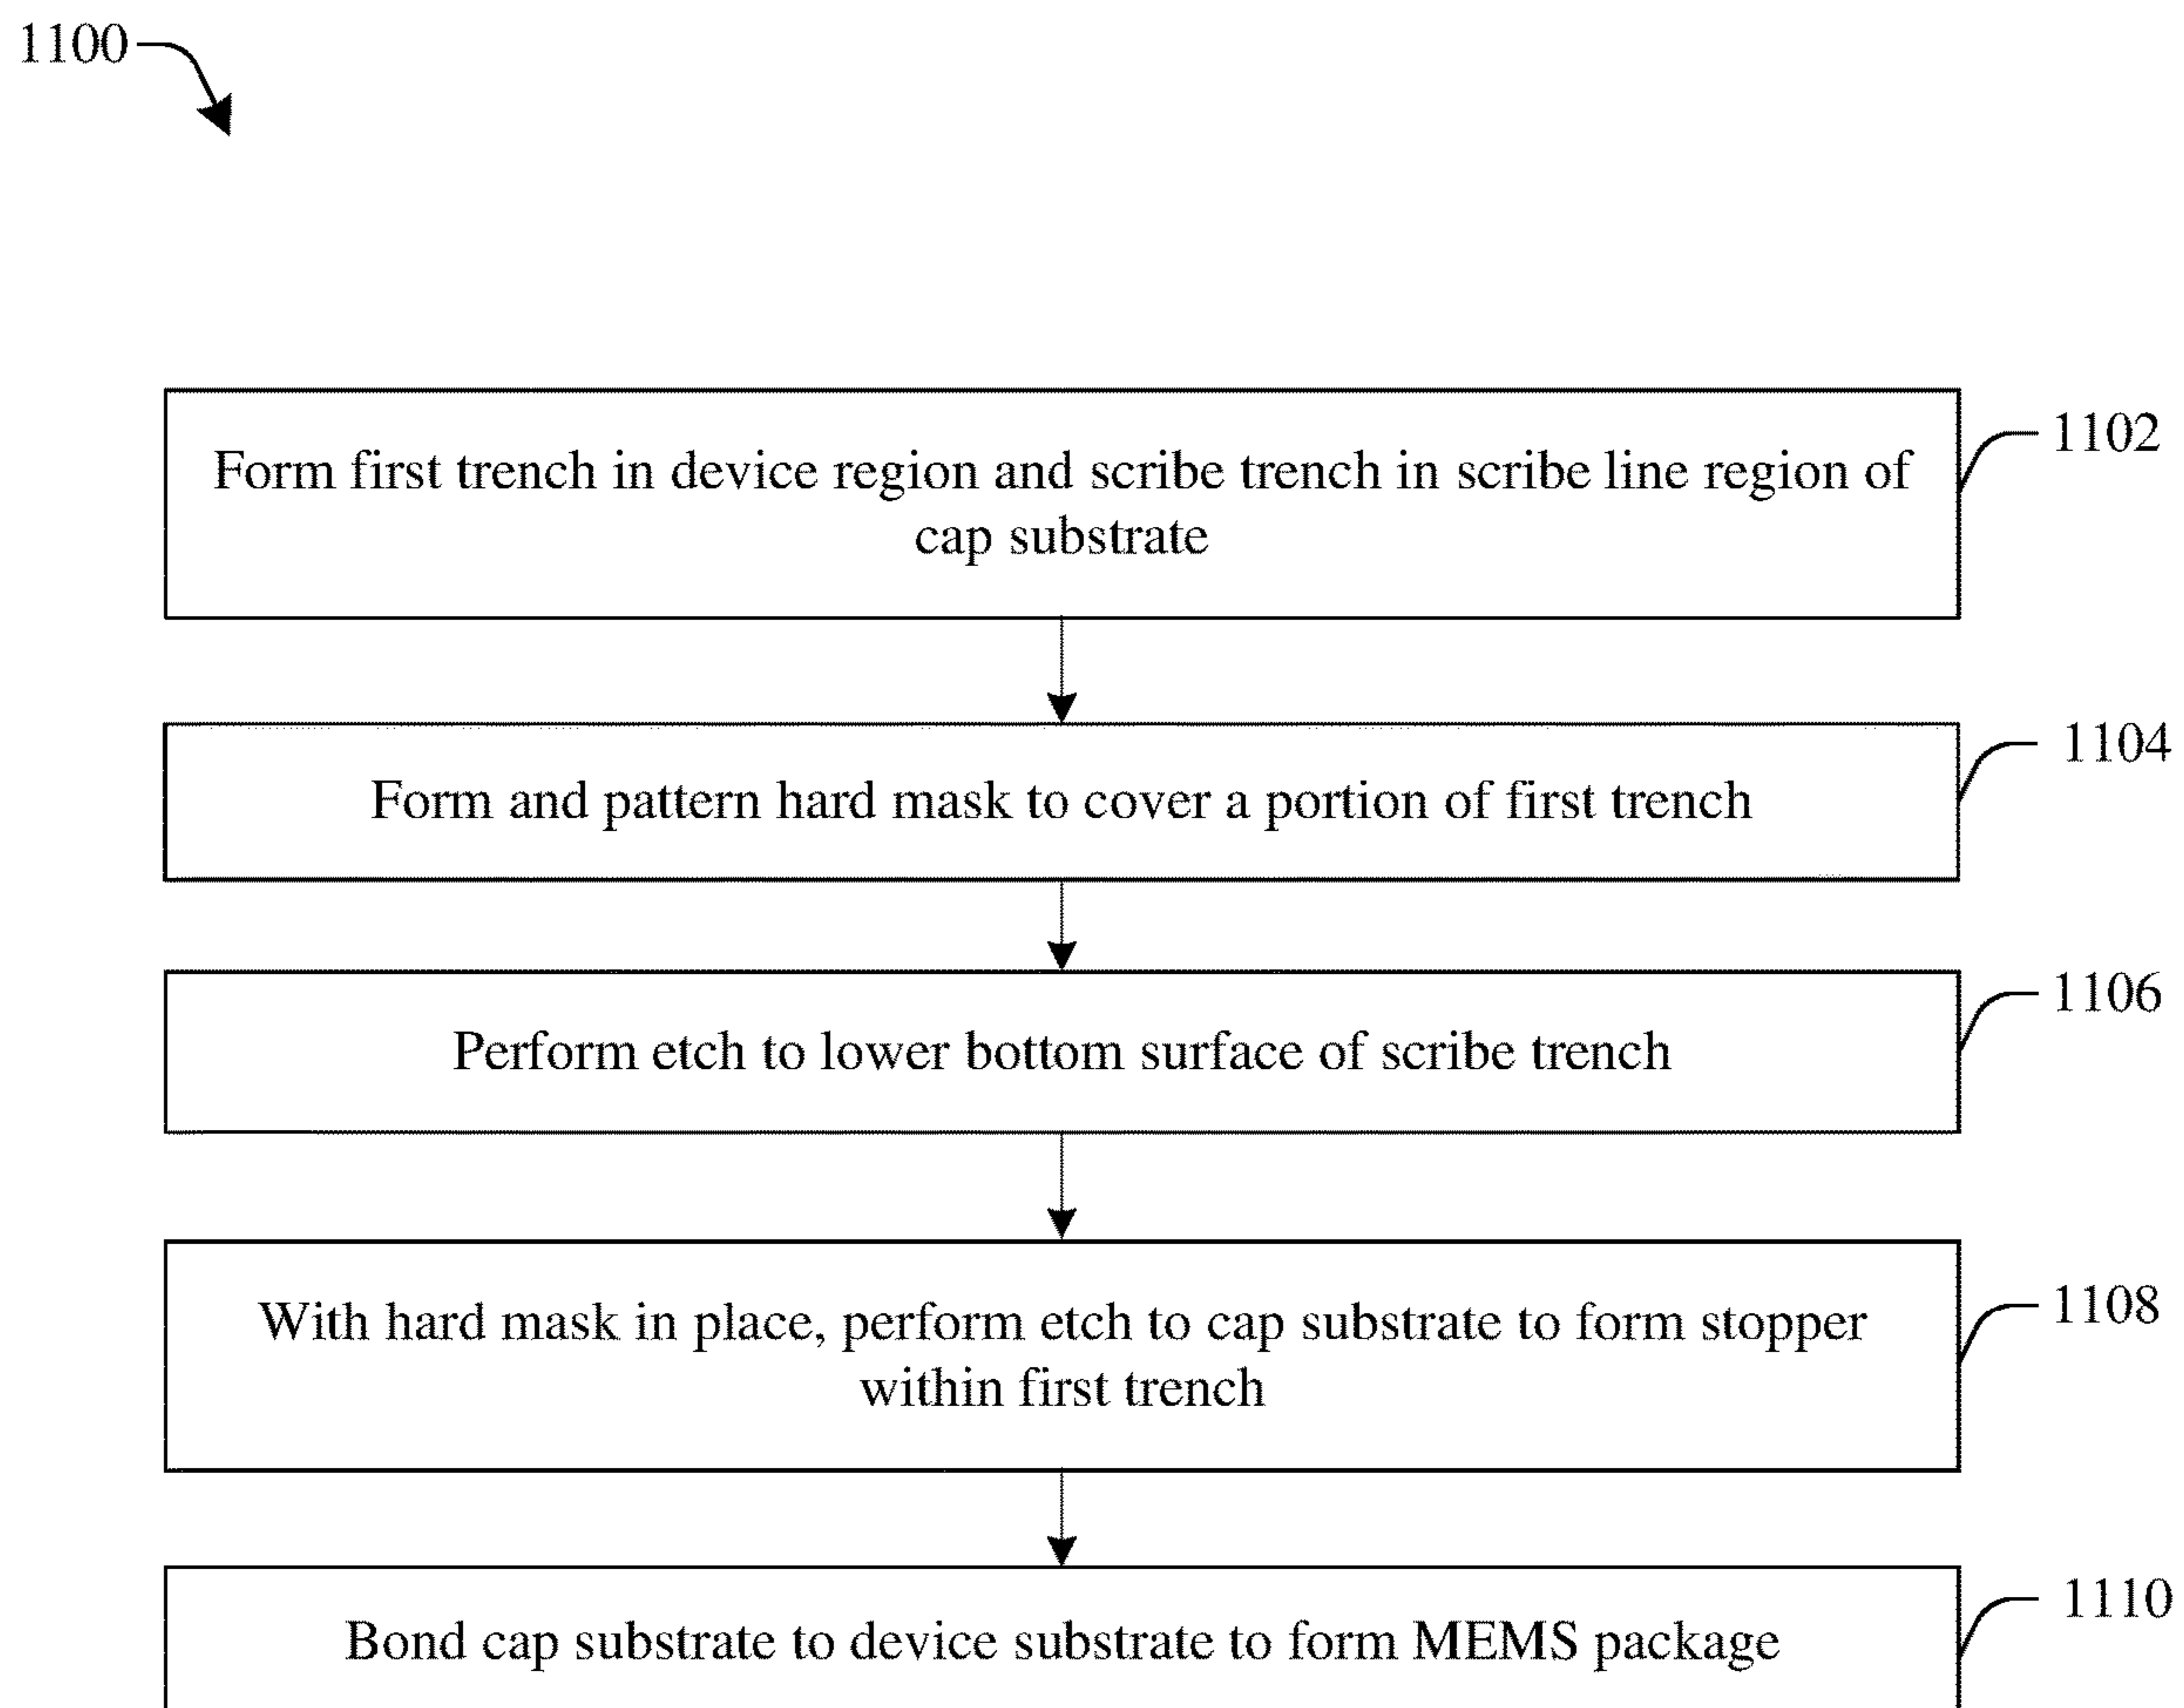 1100
Form first trench in device region and scribe trench in scribe line region of
cap substrate
1102
Form and pattern hard mask to cover a portion of first trench
1104
Perform etch to lower bottom surface of scribe trench
1106
With hard mask in place, perform etch to cap substrate to form stopper
within first trench
1108
Bond cap substrate to device substrate to form MEMS package
1110